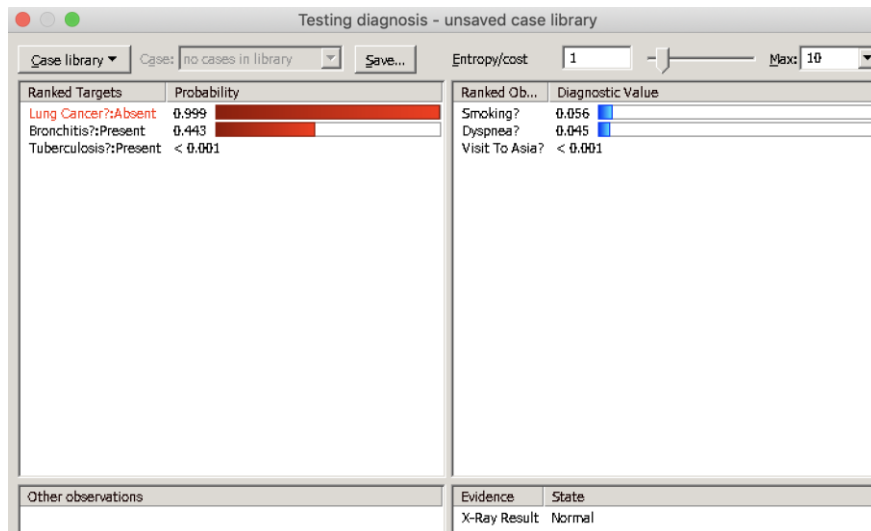 Testing diagnosis - unsaved case library
Case library Case: no cases in library Save... Entropy/cost 1 Max: 10
Ranked Targets Probability
Lung Cancer?:Absent 0.999
Bronchitis?:Present 0.443
Tuberculosis?:Present < 0.001
Ranked Ob... Diagnostic Value
Smoking? 0.056
Dyspnea? 0.045
Visit To Asia? < 0.001
Other observations
Evidence State
X-Ray Result Normal